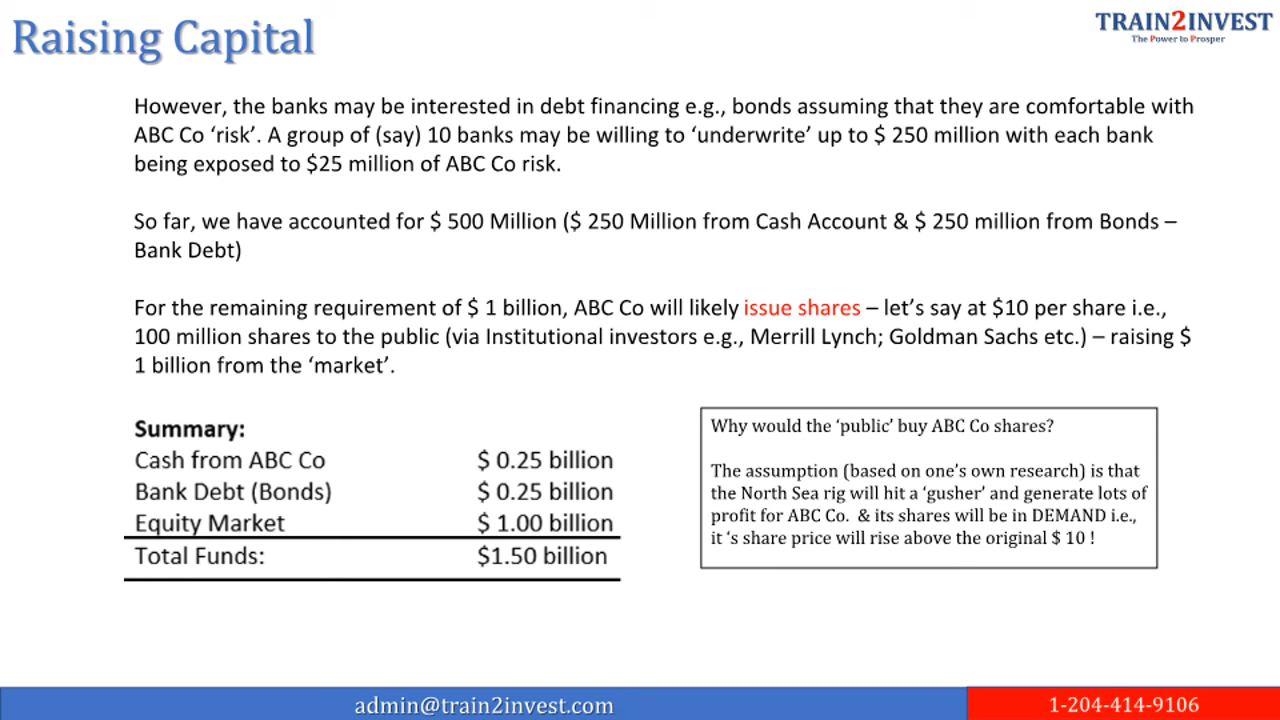 Raising Capital
TRAIN2INVEST
The Power to Prosper
However, the banks may be interested in debt financing e.g., bonds assuming that they are comfortable with
ABC Co ‘risk’. A group of (say) 10 banks may be willing to ‘underwrite’ up to $ 250 million with each bank
being exposed to $25 million of ABC Co risk.
So far, we have accounted for $ 500 Million ($ 250 Million from Cash Account & $ 250 million from Bonds –
Bank Debt)
For the remaining requirement of $ 1 billion, ABC Co will likely issue shares – let’s say at $10 per share i.e.,
100 million shares to the public (via Institutional investors e.g., Merrill Lynch; Goldman Sachs etc.) – raising $
1 billion from the ‘market’.
Summary:
Cash from ABC Co $ 0.25 billion
Bank Debt (Bonds) $ 0.25 billion
Equity Market $ 1.00 billion
Total Funds: $1.50 billion
Why would the ‘public’ buy ABC Co shares?
The assumption (based on one’s own research) is that
the North Sea rig will hit a ‘gusher’ and generate lots of
profit for ABC Co. & its shares will be in DEMAND i.e.,
it ‘s share price will rise above the original $ 10 !
admin@train2invest.com
1-204-414-9106